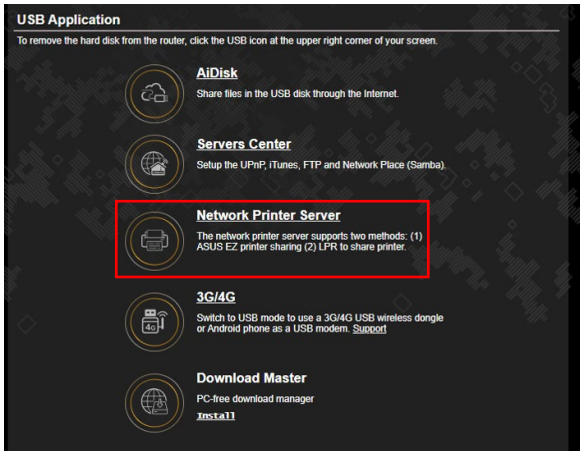 USB Application
To remove the hard disk from the router, click the USB icon at the upper right corner of your screen.
AiDisk
Share files in the USB disk through the Internet.
Servers Center
Setup the UPnP, iTunes, FTP and Network Place (Samba).
Network Printer Server
The network printer server supports two methods: (1)
ASUS EZ printer sharing (2) LPR to share printer.
3G/4G
Switch to USB mode to use a 3G/4G USB wireless dongle
or Android phone as a USB modem. Support
4G
Download Master
PC-free download manager
Install